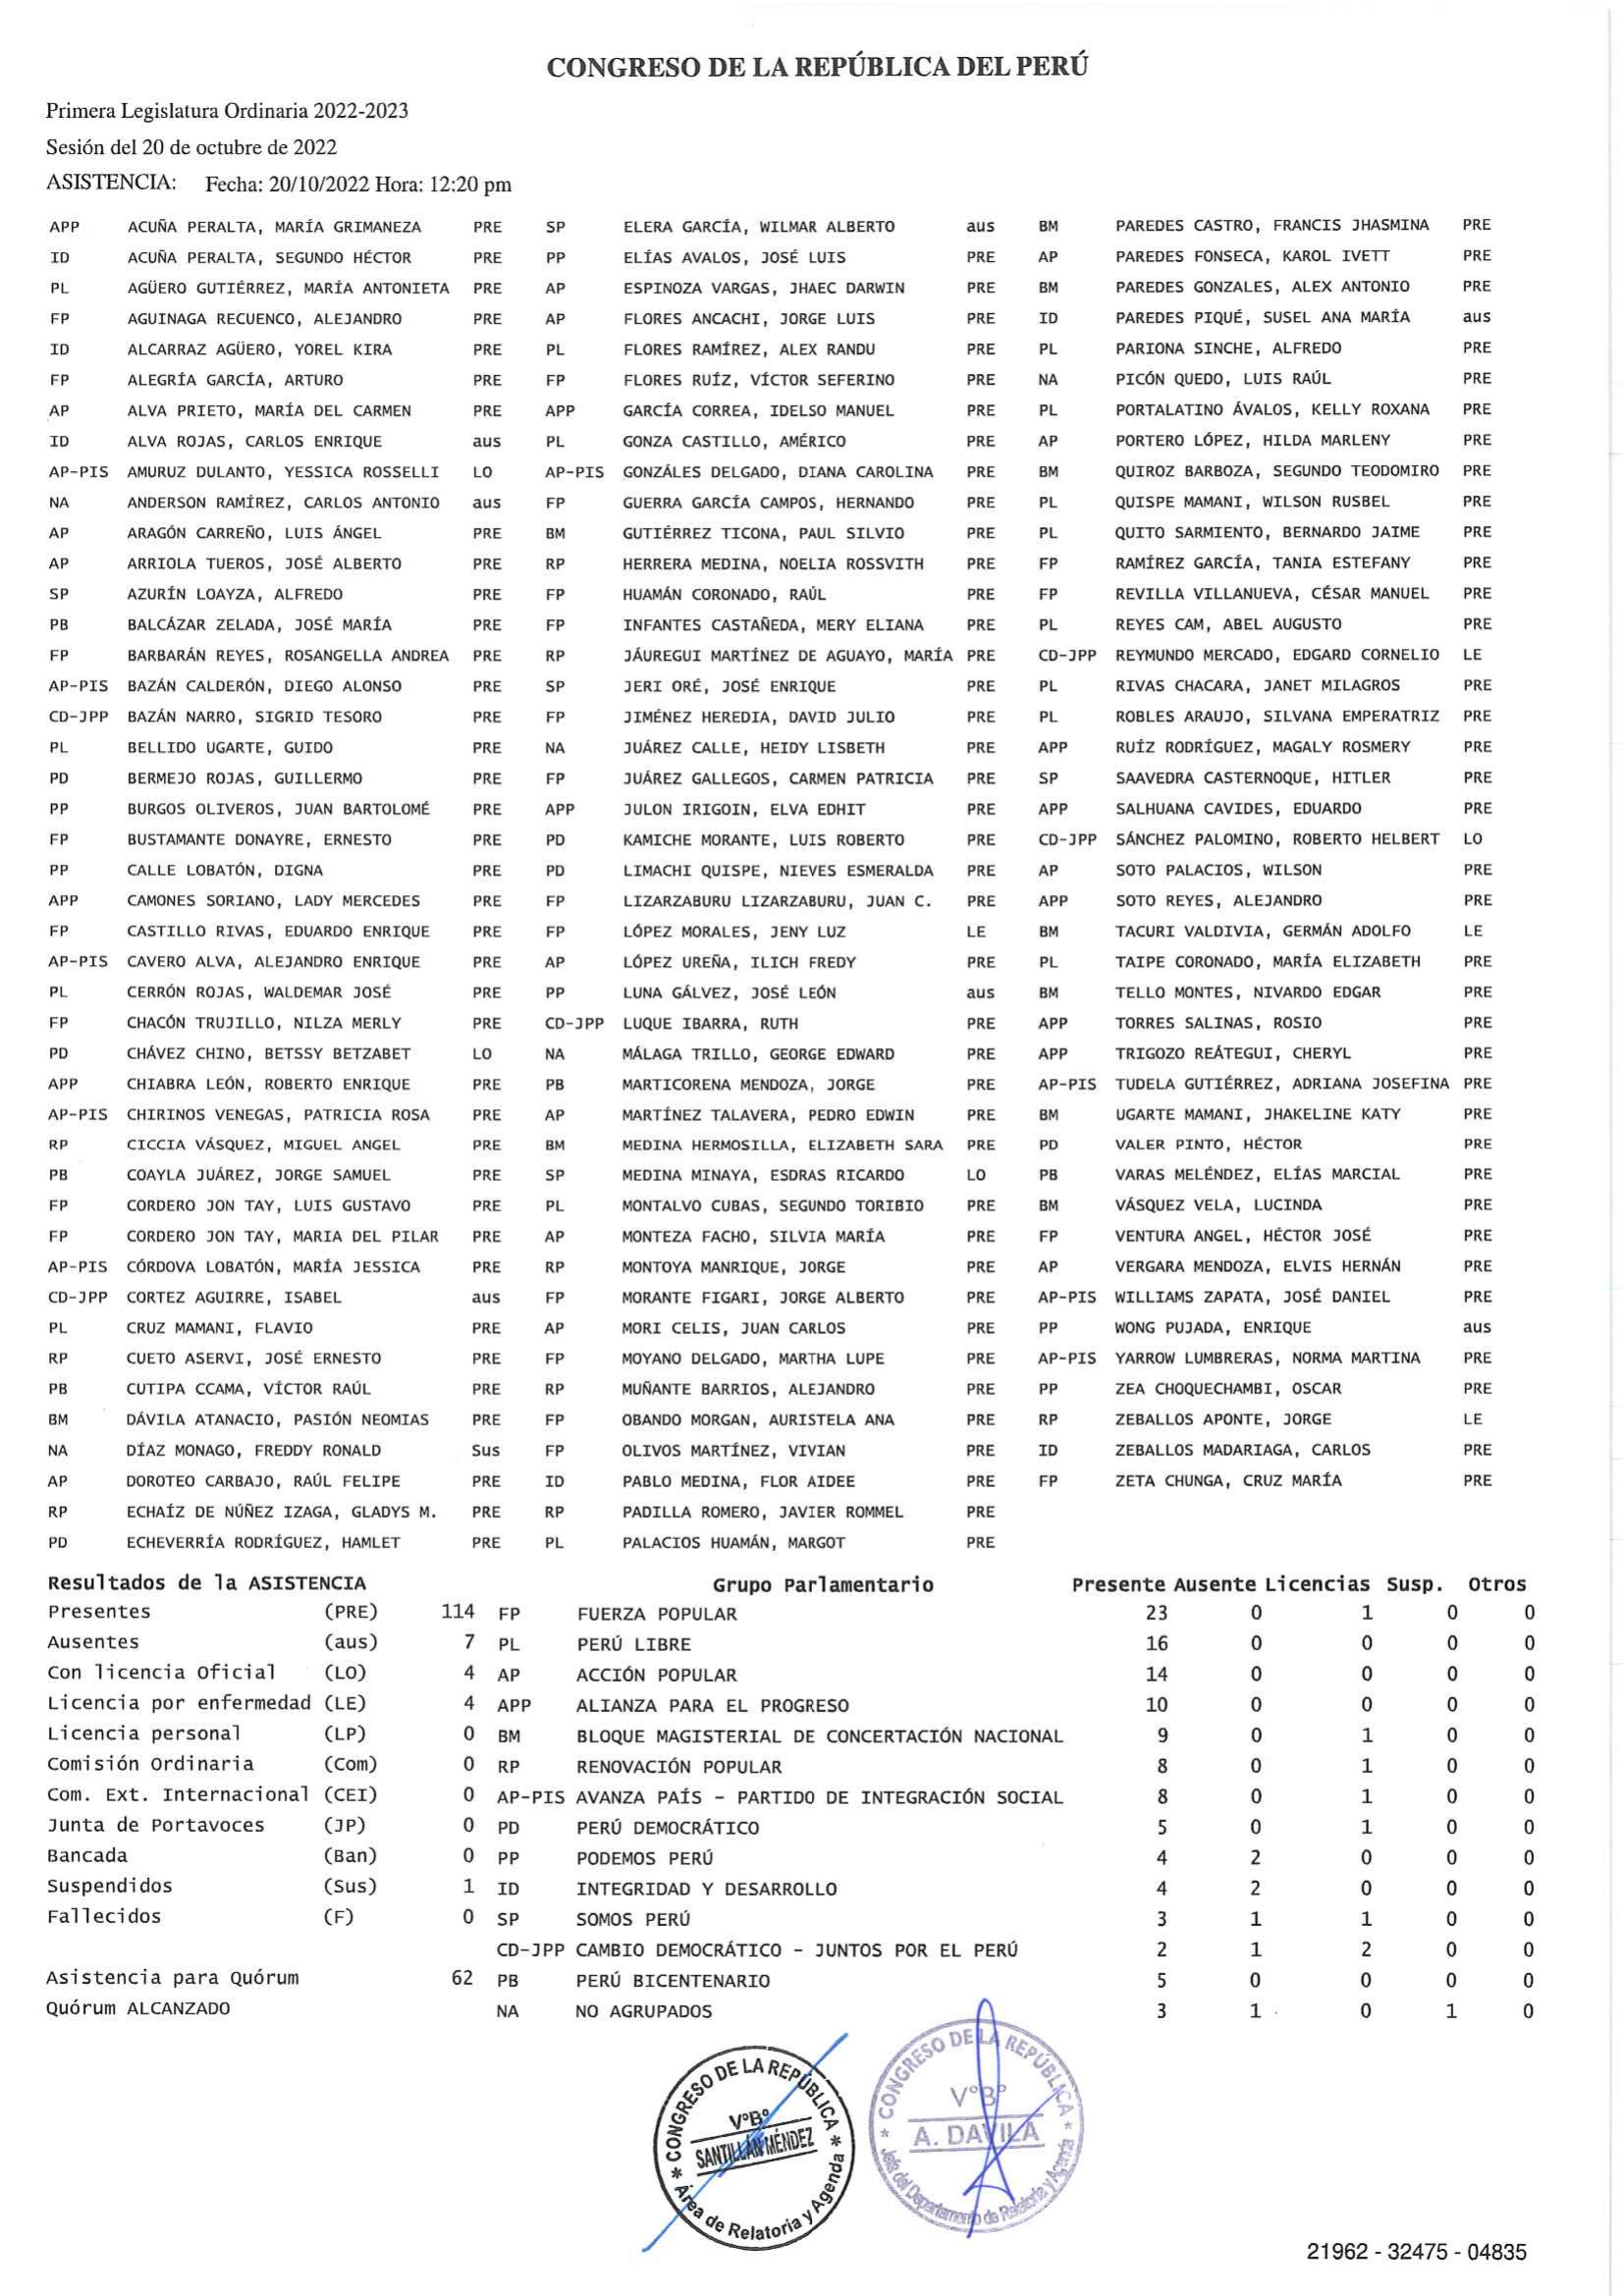 CONGRESO DE LA REPÚBLICA DEL PERÚ
Primera Legislatura Ordinaria 2022-2023
Sesión del 20 de octubre de 2022
ASISTENCIA: Fecha: 20/10/2022 Hora: 12:20 pm
APP ACUÑA PERALTA, MARÍA GRIMANEZA PRE SP ELERA GARCÍA, WILMAR ALBERTO aus BM PAREDES CASTRO, FRANCIS JHASMINA PRE
ID ACUÑA PERALTA, SEGUNDO HÉCTOR PRE PP ELÍAS AVALOS, JOSÉ LUIS PRE AP PAREDES FONSECA, KAROL IVETT PRE
PL AGÜERO GUTIÉRREZ, MARÍA ANTONIETA PRE AP ESPINOZA VARGAS, JHAEC DARWIN PRE BM PAREDES GONZALES, ALEX ANTONIO PRE
FP AGUINAGA RECUENCO, ALEJANDRO PRE AP FLORES ANCACHI, JORGE LUIS PRE ID PAREDES PIQUÉ, SUSEL ANA MARÍA aus
ID ALCARRAZ AGÜERO, YOREL KIRA PRE PL FLORES RAMÍREZ, ALEX RANDU PRE PL PARIONA SINCHE, ALFREDO PRE
FP ALEGRÍA GARCÍA, ARTURO PRE FP FLORES RUÍZ, VÍCTOR SEFERINO PRE NA PICÓN QUEDO, LUIS RAÚL PRE
AP ALVA PRIETO, MARÍA DEL CARMEN PRE APP GARCÍA CORREA, IDELSO MANUEL PRE PL PORTALATINO ÁVALOS, KELLY ROXANA PRE
ID ALVA ROJAS, CARLOS ENRIQUE aus PL GONZA CASTILLO, AMÉRICO PRE AP PORTERO LÓPEZ, HILDA MARLENY PRE
AP-PIS AMURUZ DULANTO, YESSICA ROSSELLI LO AP-PIS GONZÁLES DELGADO, DIANA CAROLINA PRE BM QUIROZ BARBOZA, SEGUNDO TEODOMIRO PRE
NA ANDERSON RAMÍREZ, CARLOS ANTONIO aus FP GUERRA GARCÍA CAMPOS, HERNANDO PRE PL QUISPE MAMANI, WILSON RUSBEL PRE
AP ARAGÓN CARREÑO, LUIS ÁNGEL PRE BM GUTIÉRREZ TICONA, PAUL SILVIO PRE PL QUITO SARMIENTO, BERNARDO JAIME PRE
AP ARRIOLA TUEROS, JOSÉ ALBERTO PRE RP HERRERA MEDINA, NOELIA ROSSVITH PRE FP RAMÍREZ GARCÍA, TANIA ESTEFANY PRE
SP AZURÍN LOAYZA, ALFREDO PRE FP HUAMÁN CORONADO, RAÚL PRE FP REVILLA VILLANUEVA, CÉSAR MANUEL PRE
PB BALCÁZAR ZELADA, JOSÉ MARÍA PRE FP INFANTES CASTAÑEDA, MERY ELIANA PRE PL REYES CAM, ABEL AUGUSTO PRE
FP BARBARÁN REYES, ROSANGELLA ANDREA PRE RP JÁUREGUI MARTÍNEZ DE AGUAYO, MARÍA PRE CD-JPP REYMUNDO MERCADO, EDGARD CORNELIO LE
AP-PIS BAZÁN CALDERÓN, DIEGO ALONSO PRE SP JERI ORÉ, JOSÉ ENRIQUE PRE PL RIVAS CHACARA, JANET MILAGROS PRE
CD-JPP BAZÁN NARRO, SIGRID TESORO PRE FP JIMÉNEZ HEREDIA, DAVID JULIO PRE PL ROBLES ARAUJO, SILVANA EMPERATRIZ PRE
PL BELLIDO UGARTE, GUIDO PRE NA JUÁREZ CALLE, HEIDY LISBETH PRE APP RUÍZ RODRÍGUEZ, MAGALY ROSMERY PRE
PD BERMEJO ROJAS, GUILLERMO PRE FP JUÁREZ GALLEGOS, CARMEN PATRICIA PRE SP SAAVEDRA CASTERNOQUE, HITLER PRE
PP BURGOS OLIVEROS, JUAN BARTOLOMÉ PRE APP JULON IRIGOIN, ELVA EDHIT PRE APP SALHUANA CAVIDES, EDUARDO PRE
FP BUSTAMANTE DONAYRE, ERNESTO PRE PD KAMICHE MORANTE, LUIS ROBERTO PRE CD-JPP SÁNCHEZ PALOMINO, ROBERTO HELBERT LO
PP CALLE LOBATÓN, DIGNA PRE PD LIMACHI QUISPE, NIEVES ESMERALDA PRE AP SOTO PALACIOS, WILSON PRE
APP CAMONES SORIANO, LADY MERCEDES PRE FP LIZARZABURU LIZARZABURU, JUAN C. PRE APP SOTO REYES, ALEJANDRO PRE
FP CASTILLO RIVAS, EDUARDO ENRIQUE PRE FP LÓPEZ MORALES, JENY LUZ LE BM TACURI VALDIVIA, GERMÁN ADOLFO LE
AP-PIS CAVERO ALVA, ALEJANDRO ENRIQUE PRE AP LÓPEZ UREÑA, ILICH FREDY PRE PL TAIPE CORONADO, MARÍA ELIZABETH PRE
PL CERRÓN ROJAS, WALDEMAR JOSÉ PRE PP LUNA GÁLVEZ, JOSÉ LEÓN aus BM TELLO MONTES, NIVARDO EDGAR PRE
FP CHACÓN TRUJILLO, NILZA MERLY PRE CD-JPP LUQUE IBARRA, RUTH PRE APP TORRES SALINAS, ROSIO PRE
PD CHÁVEZ CHINO, BETSSY BETZABET LO NA MÁLAGA TRILLO, GEORGE EDWARD PRE APP TRIGOZO REÁTEGUI, CHERYL PRE
APP CHIABRA LEÓN, ROBERTO ENRIQUE PRE PB MARTICORENA MENDOZA, JORGE PRE AP-PIS TUDELA GUTIÉRREZ, ADRIANA JOSEFINA PRE
AP-PIS CHIRINOS VENEGAS, PATRICIA ROSA PRE AP MARTÍNEZ TALAVERA, PEDRO EDWIN PRE BM UGARTE MAMANI, JHAKELINE KATY PRE
RP CICCIA VÁSQUEZ, MIGUEL ANGEL PRE BM MEDINA HERMOSILLA, ELIZABETH SARA PRE PD VALER PINTO, HÉCTOR PRE
PB COAYLA JUÁREZ, JORGE SAMUEL PRE SP MEDINA MINAYA, ESDRAS RICARDO LO PB VARAS MELÉNDEZ, ELÍAS MARCIAL PRE
FP CORDERO JON TAY, LUIS GUSTAVO PRE PL MONTALVO CUBAS, SEGUNDO TORIBIO PRE BM VÁSQUEZ VELA, LUCINDA PRE
FP CORDERO JON TAY, MARIA DEL PILAR PRE AP MONTEZA FACHO, SILVIA MARÍA PRE FP VENTURA ANGEL, HÉCTOR JOSÉ PRE
AP-PIS CÓRDOVA LOBATÓN, MARÍA JESSICA PRE RP MONTOYA MANRIQUE, JORGE PRE AP VERGARA MENDOZA, ELVIS HERNÁN PRE
CD-JPP CORTEZ AGUIRRE, ISABEL aus FP MORANTE FIGARI, JORGE ALBERTO PRE AP-PIS WILLIAMS ZAPATA, JOSÉ DANIEL PRE
PL CRUZ MAMANI, FLAVIO PRE AP MORI CELIS, JUAN CARLOS PRE PP WONG PUJADA, ENRIQUE aus
RP CUETO ASERVI, JOSÉ ERNESTO PRE FP MOYANO DELGADO, MARTHA LUPE PRE AP-PIS YARROW LUMBRERAS, NORMA MARTINA PRE
PB CUTIPA CCAMA, VÍCTOR RAÚL PRE RP MUÑANTE BARRIOS, ALEJANDRO PRE PP ZEA CHOQUECHAMBI, OSCAR PRE
BM DÁVILA ATANACIO, PASIÓN NEOMIAS PRE FP OBANDO MORGAN, AURISTELA ANA PRE RP ZEBALLOS APONTE, JORGE LE
NA DÍAZ MONAGO, FREDDY RONALD Sus FP OLIVOS MARTÍNEZ, VIVIAN PRE ID ZEBALLOS MADARIAGA, CARLOS PRE
AP DOROTEO CARBAJO, RAÚL FELIPE PRE ID PABLO MEDINA, FLOR AIDEE PRE FP ZETA CHUNGA, CRUZ MARÍA PRE
RP ECHAÍZ DE NÚÑEZ IZAGA, GLADYS M. PRE RP PADILLA ROMERO, JAVIER ROMMEL PRE
PD ECHEVERRÍA RODRÍGUEZ, HAMLET PRE PL PALACIOS HUAMÁN, MARGOT PRE
Resultados de la ASISTENCIA Grupo Parlamentario Presente Ausente Licencias Susp. Otros
Presentes (PRE) 114 FP FUERZA POPULAR 23 0 1 0 0
Ausentes (aus) 7 PL PERÚ LIBRE 16 0 0 0 0
Con licencia Oficial (LO) 4 AP ACCIÓN POPULAR 14 0 0 0 0
Licencia por enfermedad (LE) 4 APP ALIANZA PARA EL PROGRESO 10 0 0 0 0
Licencia personal (LP) 0 BM BLOQUE MAGISTERIAL DE CONCERTACIÓN NACIONAL 9 0 1 0 0
Comisión Ordinaria (Com) 0 RP RENOVACIÓN POPULAR 8 0 1 0 0
Com. Ext. Internacional (CEI) 0 AP-PIS AVANZA PAÍS - PARTIDO DE INTEGRACIÓN SOCIAL 8 0 1 0 0
Junta de Portavoces (JP) 0 PD PERÚ DEMOCRÁTICO 5 0 1 0 0
Bancada (Ban) 0 PP PODEMOS PERÚ 4 2 0 0 0
Suspendidos (Sus) 1 ID INTEGRIDAD Y DESARROLLO 4 2 0 0 0
Fallecidos (F) 0 SP SOMOS PERÚ 3 1 1 0 0
CD-JPP CAMBIO DEMOCRÁTICO - JUNTOS POR EL PERÚ 2 1 2 0 0
Asistencia para Quórum 62 PB PERÚ BICENTENARIO 5 0 0 0 0
Quórum ALCANZADO NA NO AGRUPADOS 3 1 0 1 0
* CONGRESO DE LA REPÚBLICA *
V°B°
SANTILLÁN MÉNDEZ
Área de Relatoria y Agenda
* CONGRESO DE LA REPÚBLICA *
V°B°
A. DAVILA
Jefa del Departamento de Relatoria y Agenda
21962 - 32475 - 04835